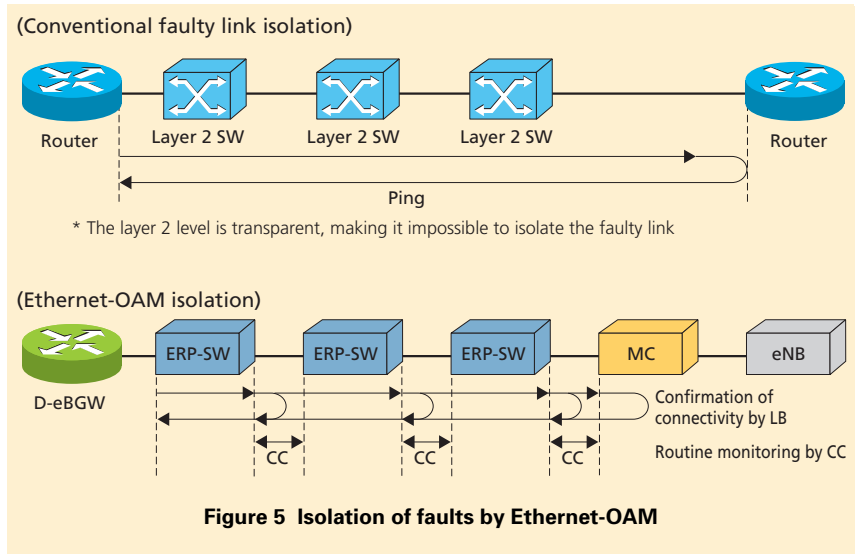 (Conventional faulty link isolation)
Router
Layer 2 SW
Layer 2 SW
Layer 2 SW
Router
Ping
* The layer 2 level is transparent, making it impossible to isolate the faulty link
(Ethernet-OAM isolation)
ERP-SW
ERP-SW
ERP-SW
MC
eNB
D-eBGW
Confirmation of
connectivity by LB
CC
CC
CC
Routine monitoring by CC
Figure 5 Isolation of faults by Ethernet-OAM